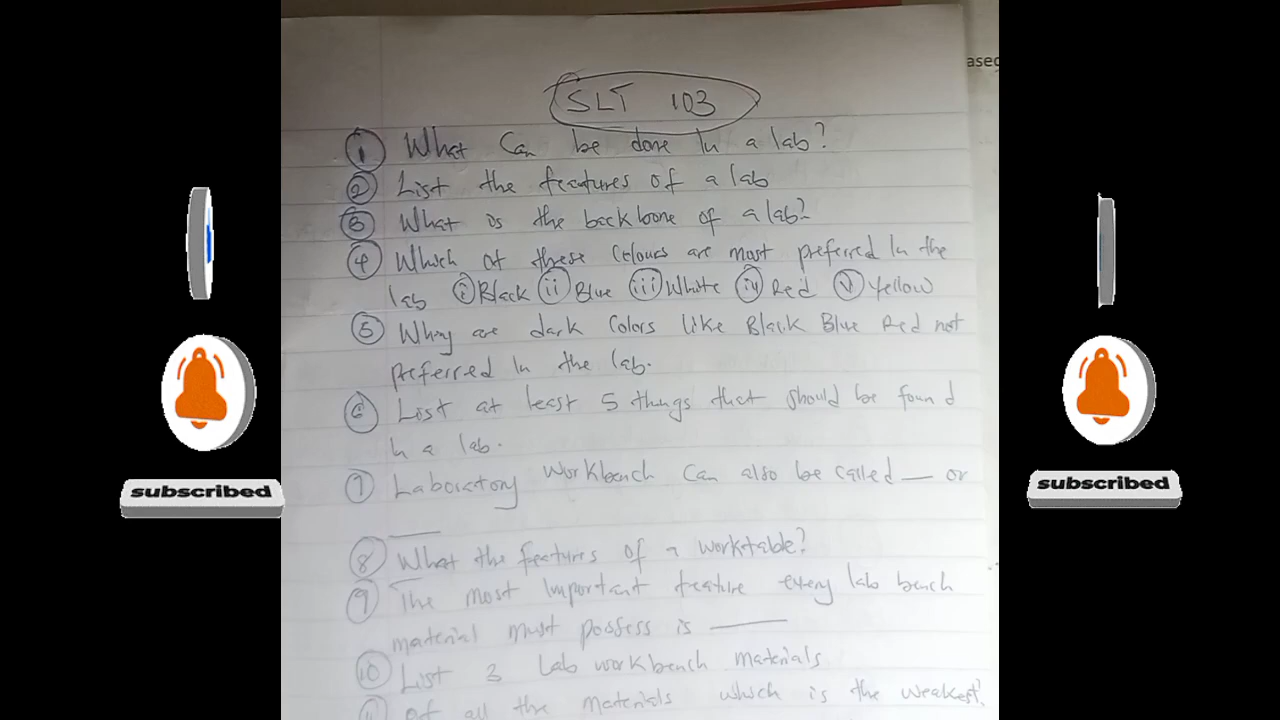 ased
SLT 103
1 What Can be done In a lab?
2 List the features of a lab
3 What is the backbone of a lab?
4 Which of these Colours are most preferred In the
lab i Black ii Blue iii White iv Red v Yellow
5 Why are dark Colors like Black Blue Red not
preferred In the lab.
6 List at least 5 things that should be found
In a lab.
7 Laboratory workbench Can also be called — or
—
8 What the features of a worktable?
9 The most Important feature every lab bench
material must possess is —
10 List 3 Lab workbench materials
11 of all the materials which is the weakest?
subscribed
subscribed